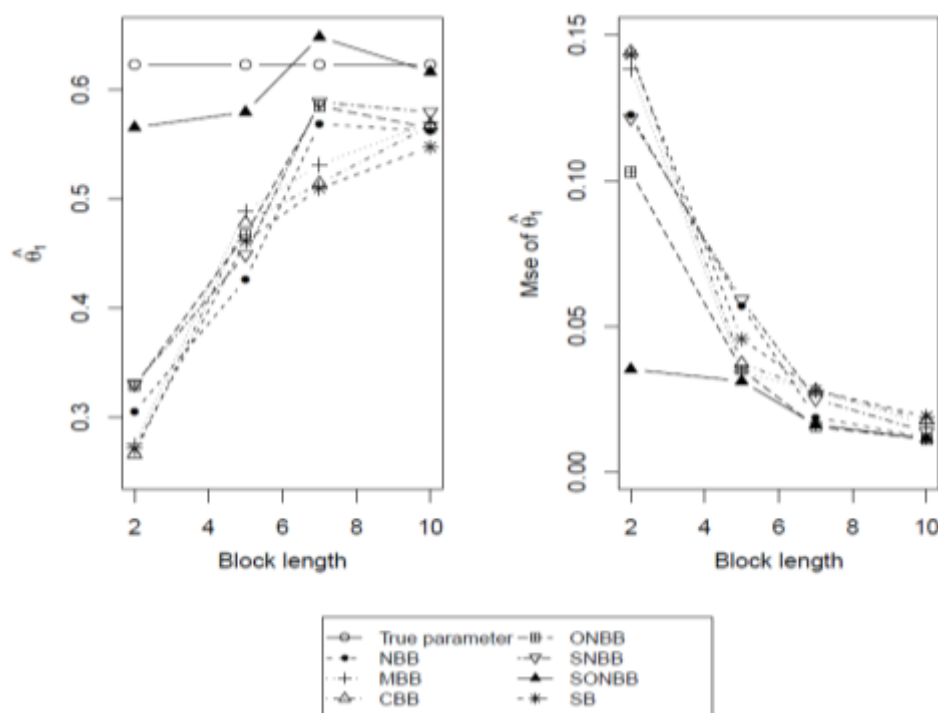 0.6
0.5
0.4
0.3
θ̂₁
2 4 6 8 10
Block length
0.15
0.10
0.05
0.00
Mse of θ̂₁
2 4 6 8 10
Block length
True parameter
NBB
MBB
CBB
ONBB
SNBB
SONBB
SB